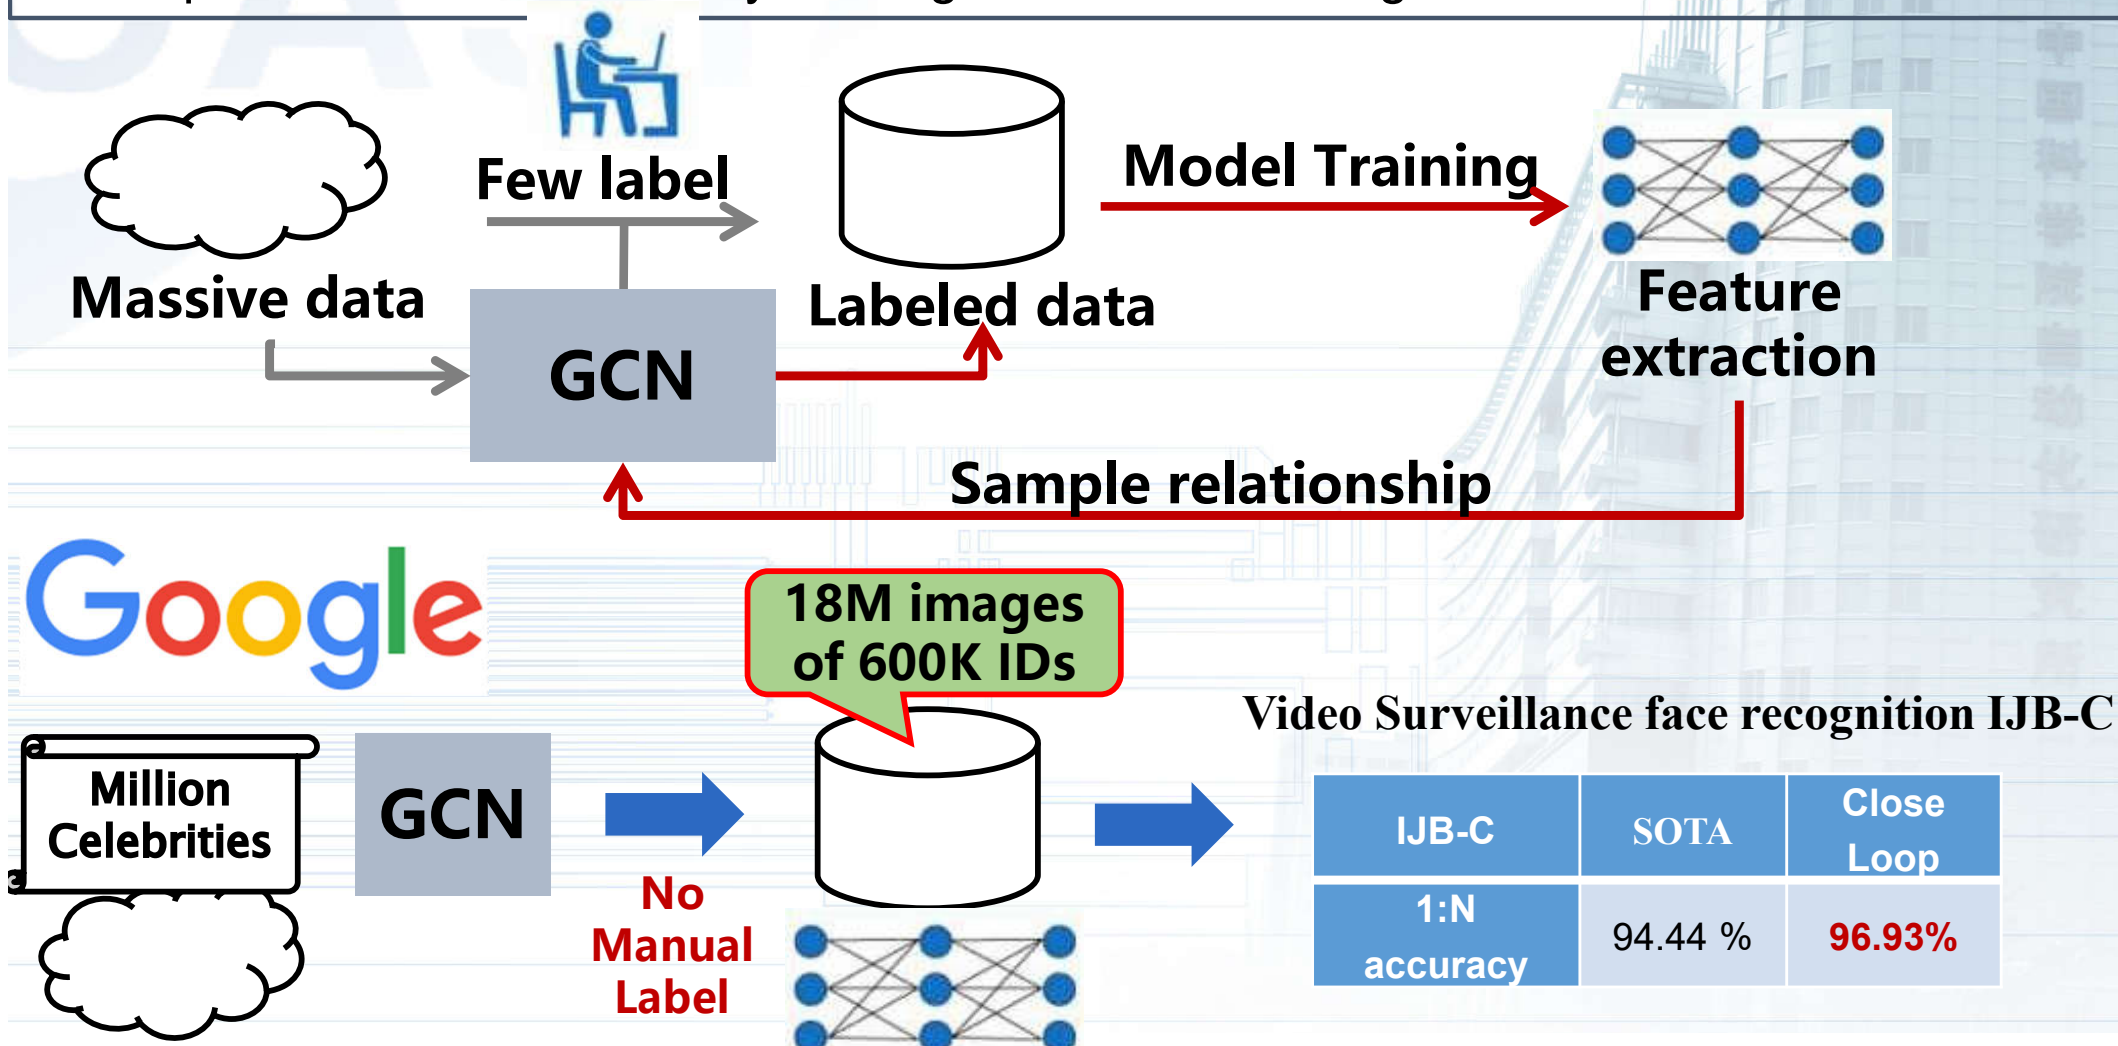 Few label
Model Training
Massive data
Labeled data
Feature
extraction
GCN
Sample relationship
Google
18M images
of 600K IDs
Video Surveillance face recognition IJB-C
Million
Celebrities
GCN
No
Manual
Label
IJB-C
SOTA
Close
Loop
1:N
accuracy
94.44 %
96.93%